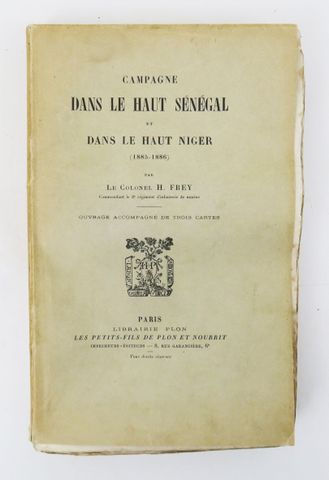 CAMPAGNE
DANS LE HAUT SÉNÉGAL
ET
DANS LE HAUT NIGER
(1885-1886)
PAR
LE COLONEL H. FREY
Commandant le 2e régiment d'infanterie de marine
OUVRAGE ACCOMPAGNÉ DE TROIS CARTES
PARIS
LIBRAIRIE PLON
LES PETITS-FILS DE PLON ET NOURRIT
IMPRIMEURS-ÉDITEURS — 8, RUE GARANCIÈRE, 6e
Tous droits réservés